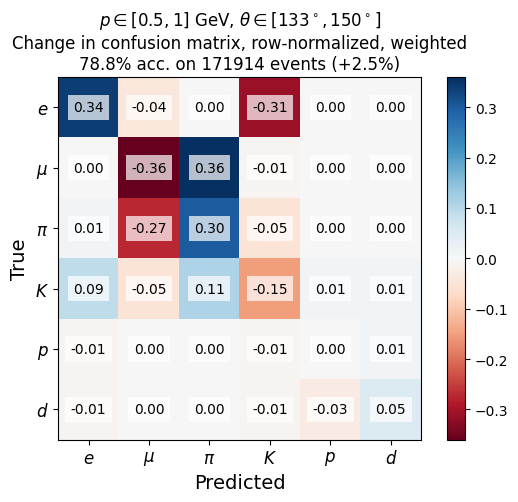 p ∈ [0.5, 1] GeV, θ ∈ [133°, 150°]
Change in confusion matrix, row-normalized, weighted
78.8% acc. on 171914 events (+2.5%)
e 0.34 -0.04 0.00 -0.31 0.00 0.00
μ 0.00 -0.36 0.36 -0.01 0.00 0.00
π 0.01 -0.27 0.30 -0.05 0.00 0.00
K 0.09 -0.05 0.11 -0.15 0.01 0.01
p -0.01 0.00 0.00 -0.01 0.00 0.01
d -0.01 0.00 0.00 -0.01 -0.03 0.05
e μ π K p d
Predicted
True
0.3
0.2
0.1
0.0
−0.1
−0.2
−0.3